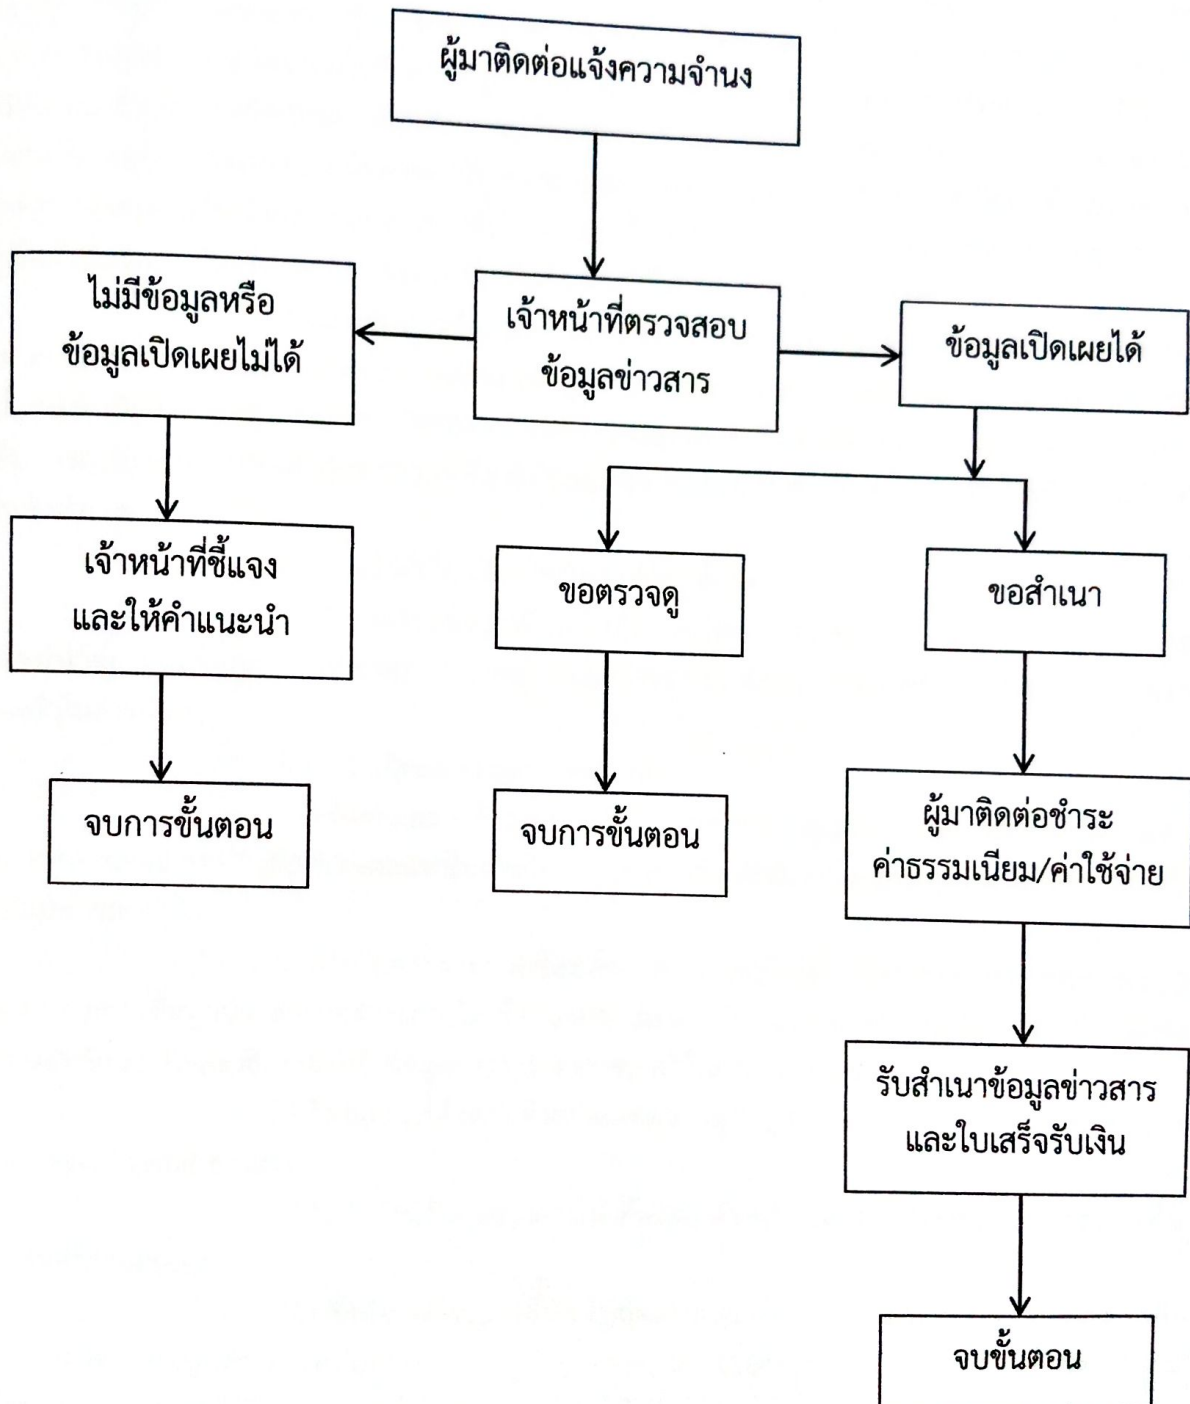 ผู้มาติดต่อแจ้งความจำนง
ไม่มีข้อมูลหรือ
ข้อมูลเปิดเผยไม่ได้
เจ้าหน้าที่ตรวจสอบ
ข้อมูลข่าวสาร
ข้อมูลเปิดเผยได้
เจ้าหน้าที่ชี้แจง
และให้คำแนะนำ
ขอตรวจดู
ขอสำเนา
จบการขั้นตอน
จบการขั้นตอน
ผู้มาติดต่อชำระ
ค่าธรรมเนียม/ค่าใช้จ่าย
รับสำเนาข้อมูลข่าวสาร
และใบเสร็จรับเงิน
จบขั้นตอน